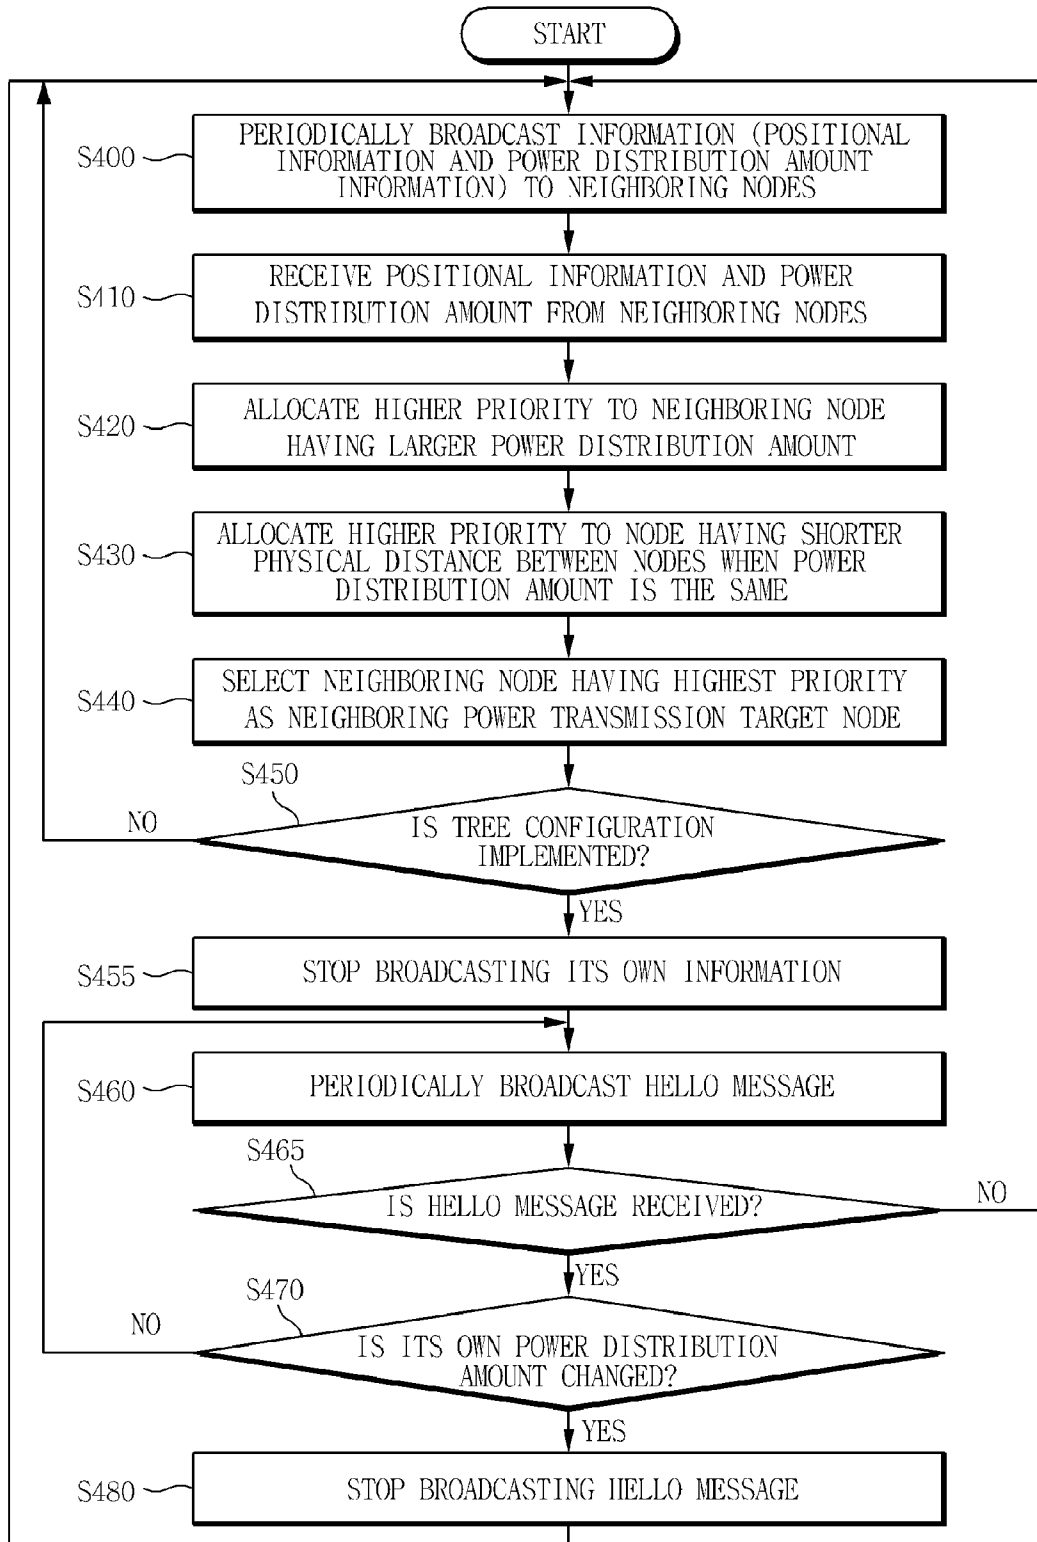 START
S400
PERIODICALLY BROADCAST INFORMATION (POSITIONAL
INFORMATION AND POWER DISTRIBUTION AMOUNT
INFORMATION) TO NEIGHBORING NODES
S410
RECEIVE POSITIONAL INFORMATION AND POWER
DISTRIBUTION AMOUNT FROM NEIGHBORING NODES
S420
ALLOCATE HIGHER PRIORITY TO NEIGHBORING NODE
HAVING LARGER POWER DISTRIBUTION AMOUNT
S430
ALLOCATE HIGHER PRIORITY TO NODE HAVING SHORTER
PHYSICAL DISTANCE BETWEEN NODES WHEN POWER
DISTRIBUTION AMOUNT IS THE SAME
S440
SELECT NEIGHBORING NODE HAVING HIGHEST PRIORITY
AS NEIGHBORING POWER TRANSMISSION TARGET NODE
S450
NO
IS TREE CONFIGURATION
IMPLEMENTED?
YES
S455
STOP BROADCASTING ITS OWN INFORMATION
S460
PERIODICALLY BROADCAST HELLO MESSAGE
S465
IS HELLO MESSAGE RECEIVED?
NO
YES
S470
NO
IS ITS OWN POWER DISTRIBUTION
AMOUNT CHANGED?
YES
S480
STOP BROADCASTING HELLO MESSAGE